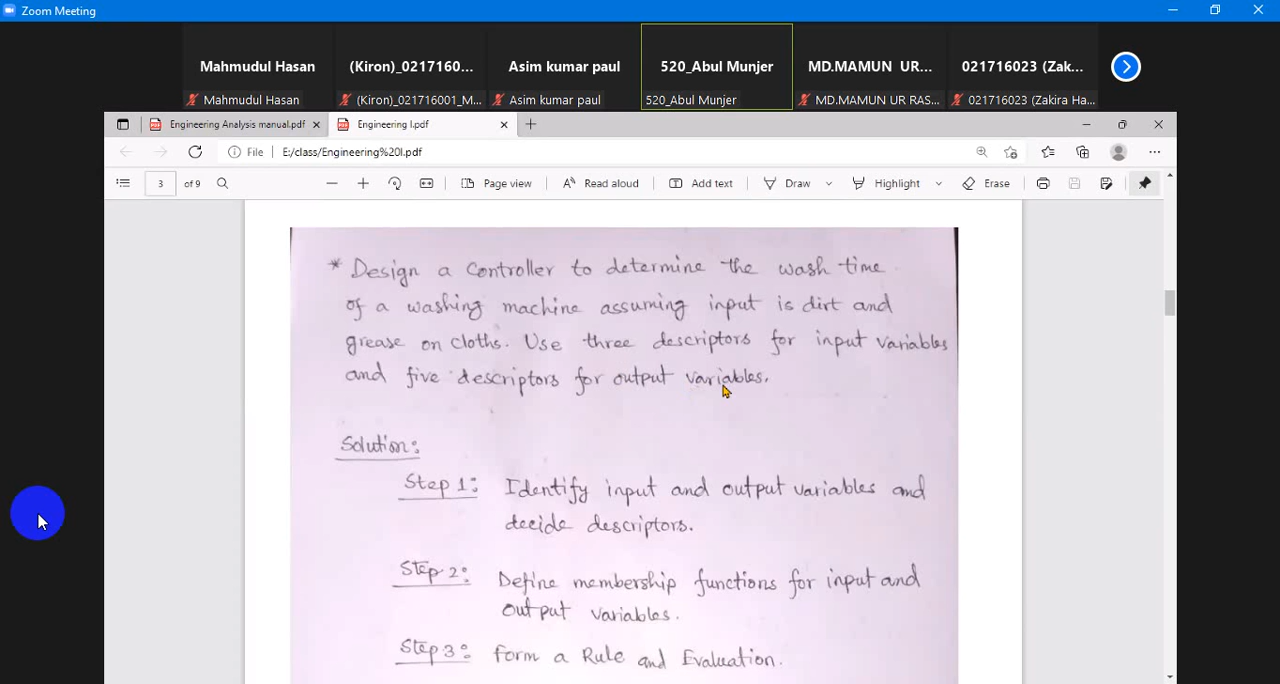 Zoom Meeting
Mahmudul Hasan
(Kiron)_0217160...
Asim kumar paul
520_Abul Munjer
MD.MAMUN UR...
021716023 (Zak...
Mahmudul Hasan
(Kiron)_021716001_M...
Asim kumar paul
520_Abul Munjer
MD.MAMUN UR RAS...
021716023 (Zakira Ha...
Engineering Analysis manual.pdf
Engineering I.pdf
File
E:/class/Engineering%20I.pdf
3
of 9
Page view
Read aloud
Add text
Draw
Highlight
Erase
* Design a controller to determine the wash time
of a washing machine assuming input is dirt and
grease on cloths. Use three descriptors for input variables
and five descriptors for output variables.
Solution:
Step 1: Identify input and output variables and
decide descriptors.
Step 2: Define membership functions for input and
output variables.
Step 3: Form a Rule and Evaluation.